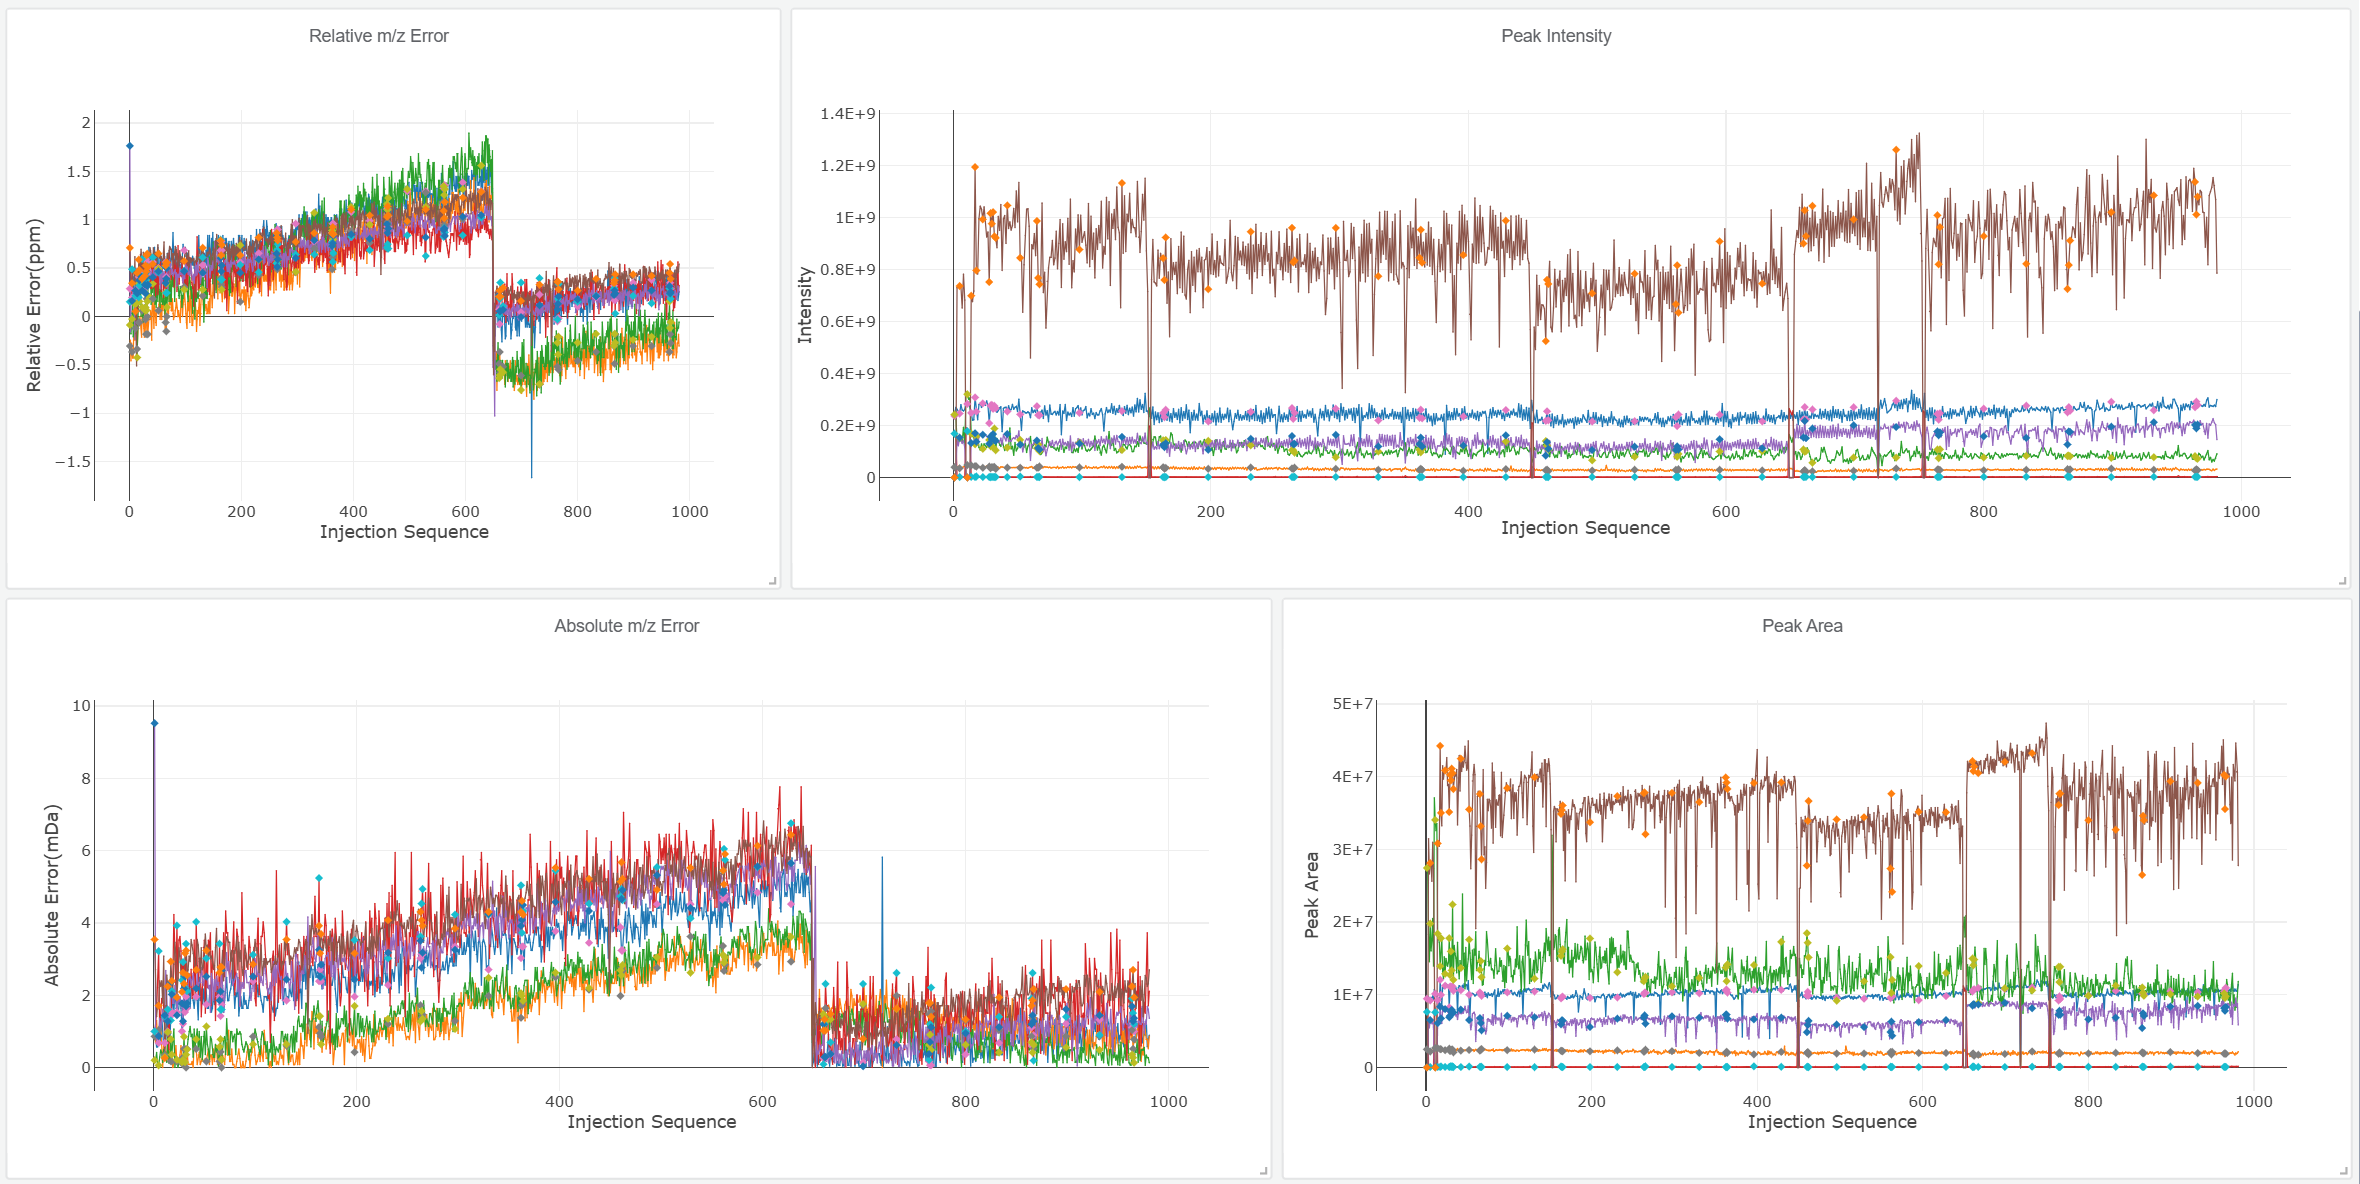 Relative m/z Error
2
1.5
1
0.5
0
−0.5
−1
−1.5
Relative Error(ppm)
0 200 400 600 800 1000
Injection Sequence
Peak Intensity
1.4E+9
1.2E+9
1E+9
0.8E+9
0.6E+9
0.4E+9
0.2E+9
0
Intensity
0 200 400 600 800 1000
Injection Sequence
Absolute m/z Error
10
8
6
4
2
0
Absolute Error(mDa)
0 200 400 600 800 1000
Injection Sequence
Peak Area
5E+7
4E+7
3E+7
2E+7
1E+7
0
Peak Area
0 200 400 600 800 1000
Injection Sequence